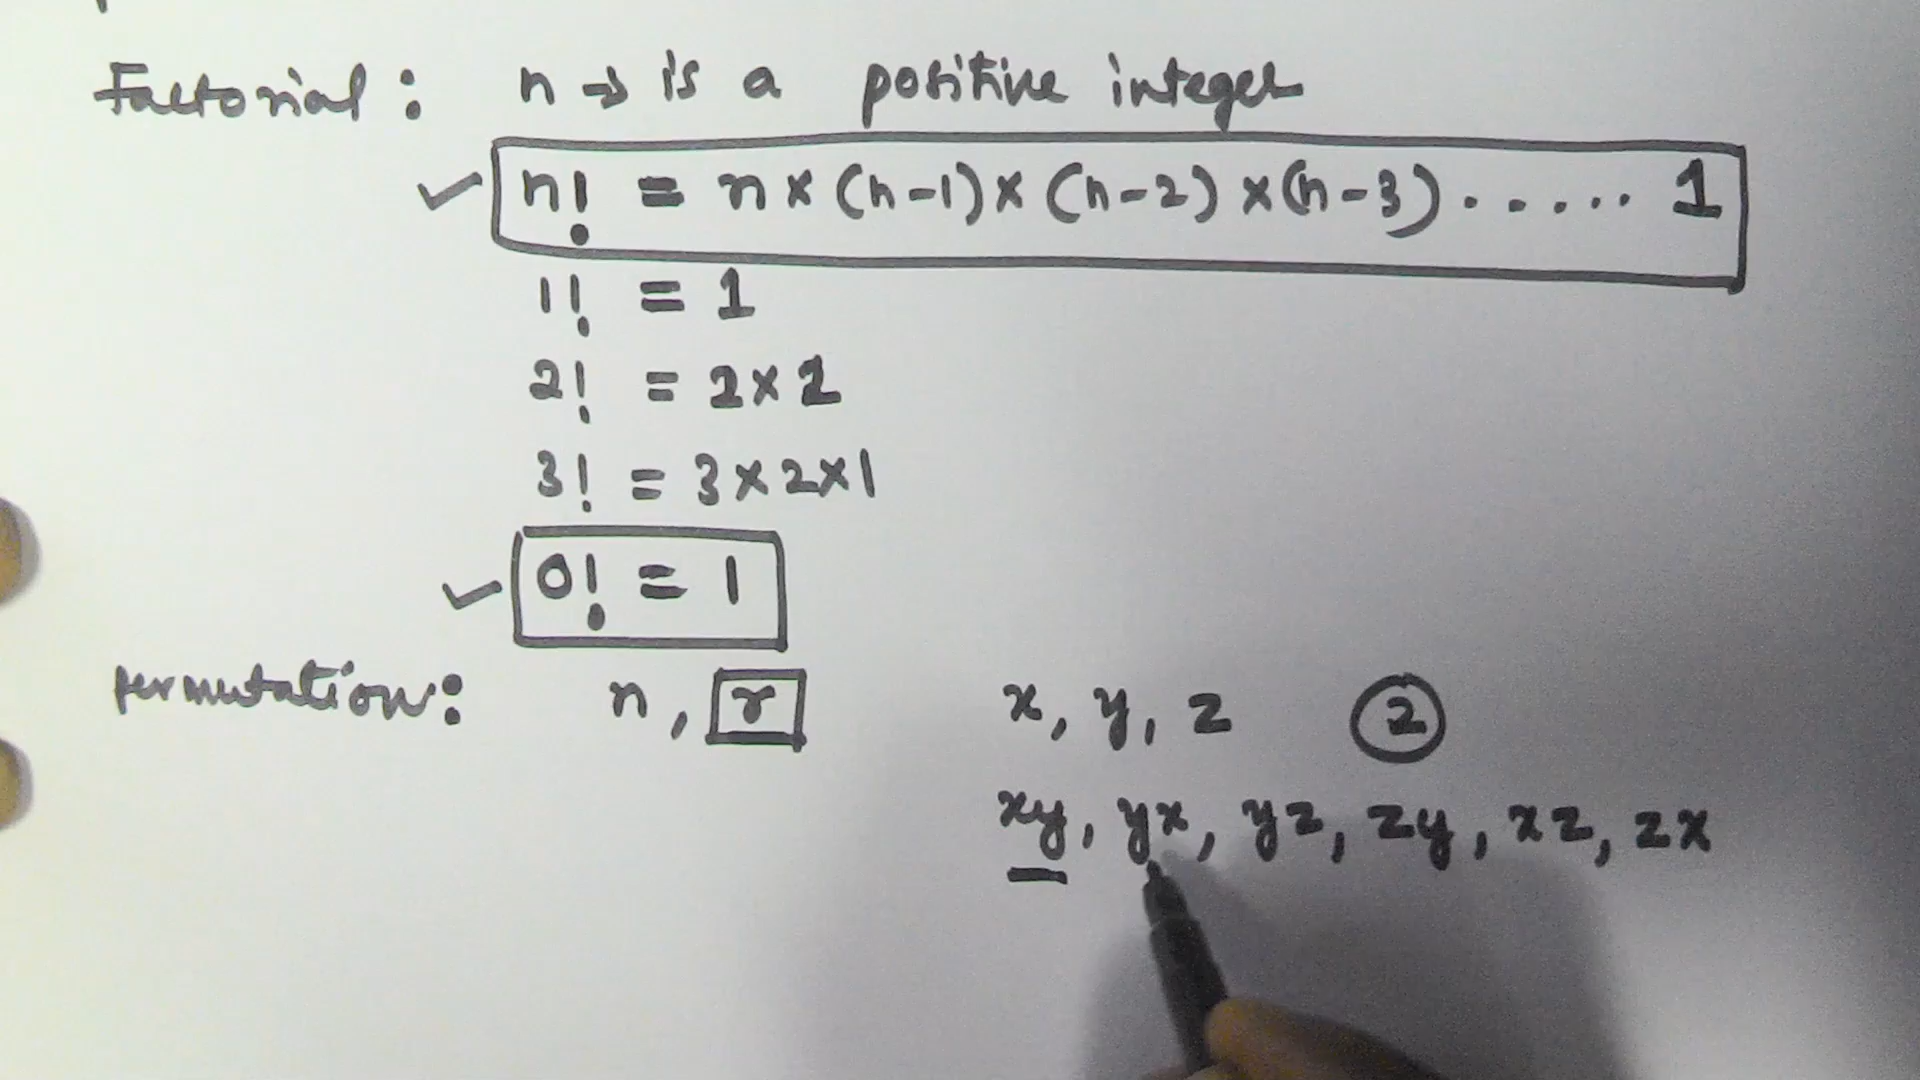 Factorial : n → is a positive integer
n! = n × (n-1) × (n-2) × (n-3) ...... 1
1! = 1
2! = 2 × 1
3! = 3 × 2 × 1
0! = 1
permutation : n, r x, y, z 2
xy, yx, yz, zy, xz, zx